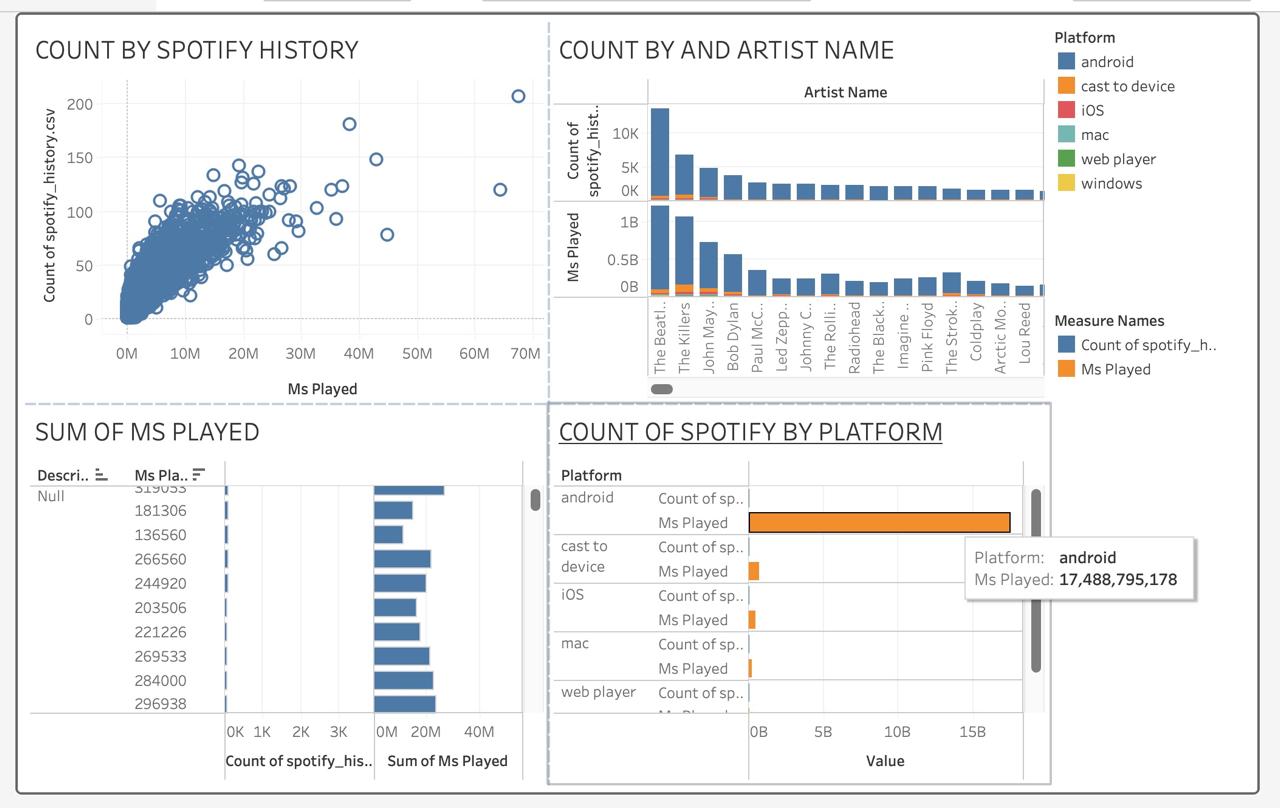 COUNT BY SPOTIFY HISTORY
Count of spotify_history.csv
200
150
100
50
0
0M 10M 20M 30M 40M 50M 60M 70M
Ms Played
COUNT BY AND ARTIST NAME
Artist Name
Count of
spotify_hist..
10K
5K
0K
Ms Played
1B
0.5B
0B
The Beatl..
The Killers
John May..
Bob Dylan
Paul McC..
Led Zepp..
Johnny C..
The Rolli..
Radiohead
The Black..
Imagine ..
Pink Floyd
The Strok..
Coldplay
Arctic Mo..
Lou Reed
Platform
android
cast to device
iOS
mac
web player
windows
Measure Names
Count of spotify_h..
Ms Played
SUM OF MS PLAYED
Descri.. Ms Pla..
Null
319053
181306
136560
266560
244920
203506
221226
269533
284000
296938
0K 1K 2K 3K
Count of spotify_his..
0M 20M 40M
Sum of Ms Played
COUNT OF SPOTIFY BY PLATFORM
Platform
android Count of sp..
Ms Played
cast to device Count of sp..
Ms Played
iOS Count of sp..
Ms Played
mac Count of sp..
Ms Played
web player Count of sp..
Ms Played
0B 5B 10B 15B
Value
Platform: android
Ms Played: 17,488,795,178